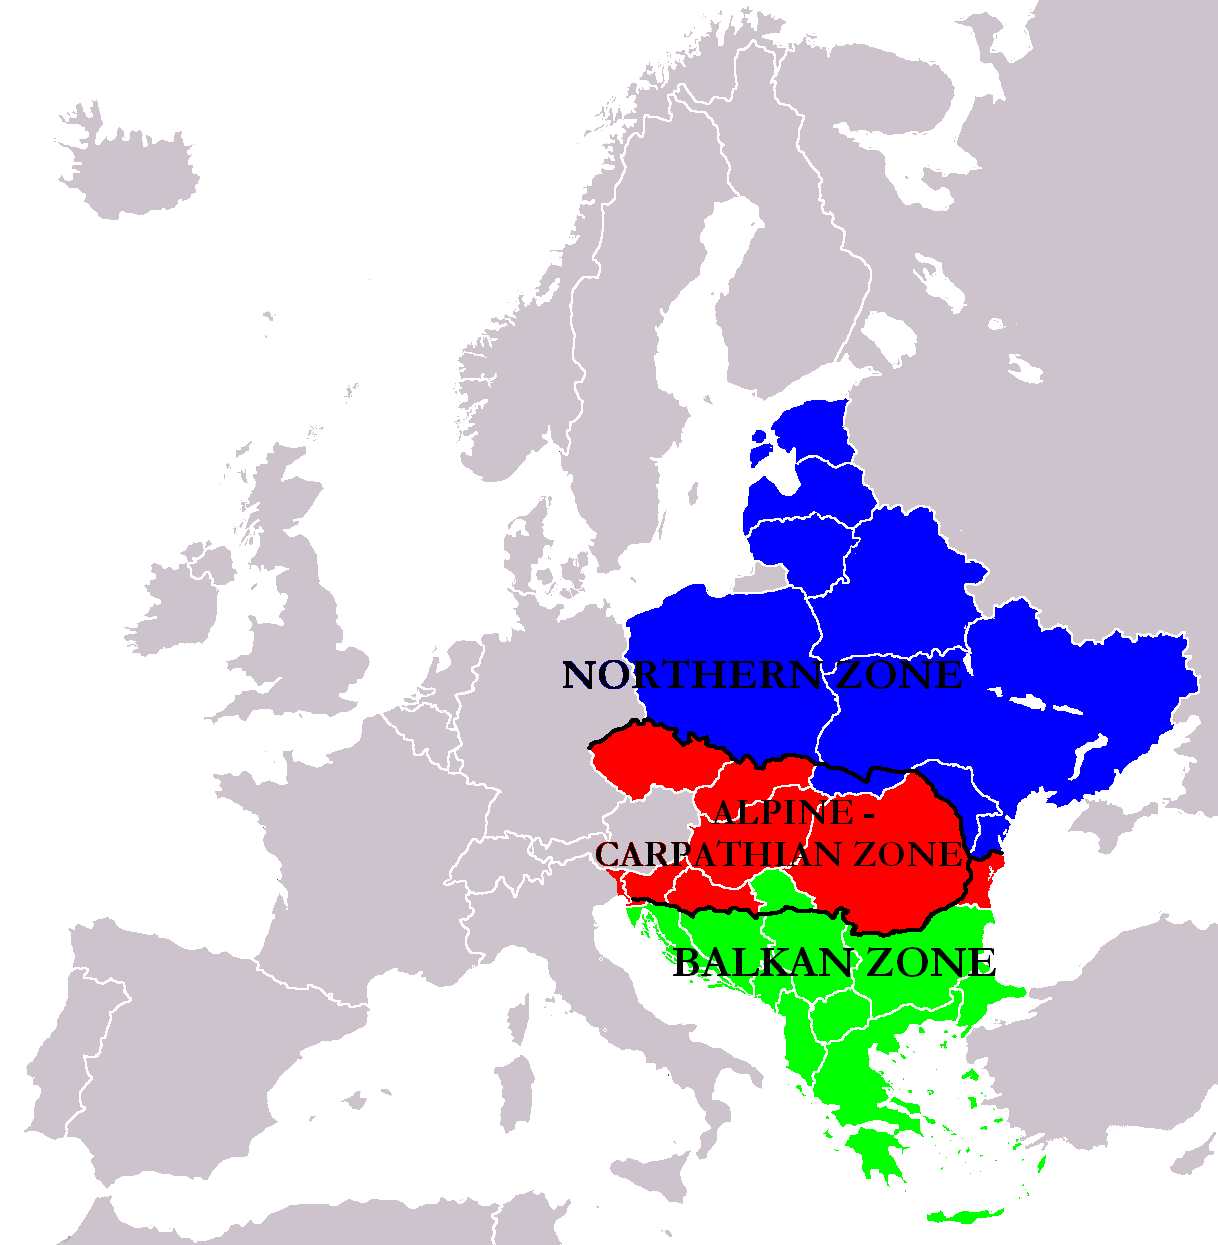 NORTHERN ZONE
ALPINE -
CARPATHIAN ZONE
BALKAN ZONE